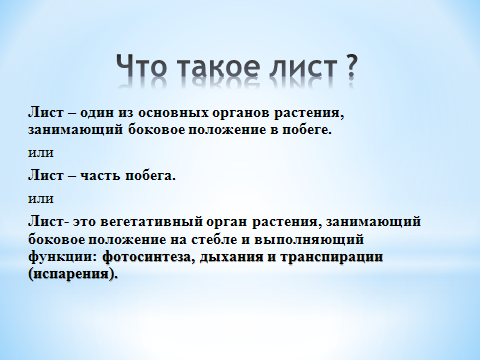 Что такое лист ?
Лист – один из основных органов растения,
занимающий боковое положение в побеге.
или
Лист – часть побега.
или
Лист- это вегетативный орган растения, занимающий
боковое положение на стебле и выполняющий
функции: фотосинтеза, дыхания и транспирации
(испарения).